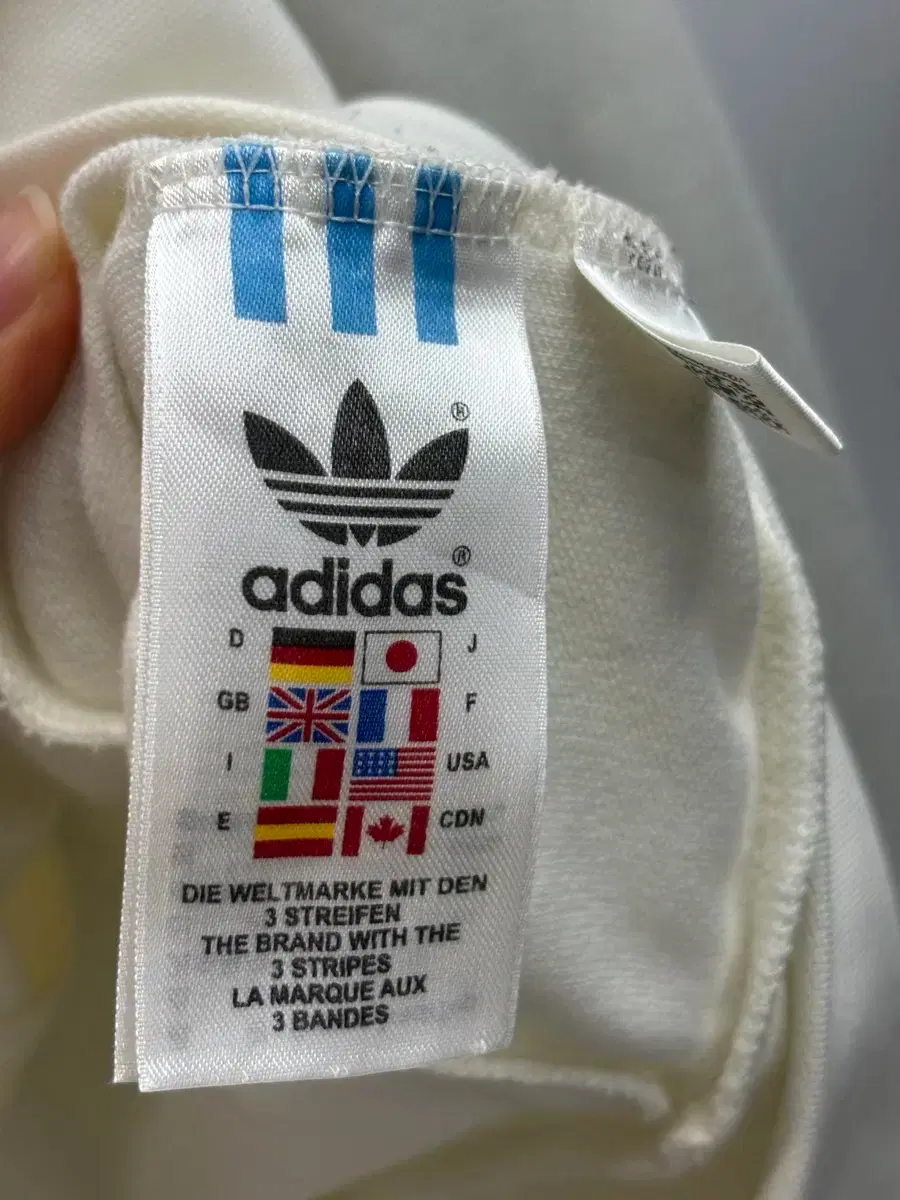 ®
adidas®
D J
GB F
I USA
E CDN
DIE WELTMARKE MIT DEN
3 STREIFEN
THE BRAND WITH THE
3 STRIPES
LA MARQUE AUX
3 BANDES